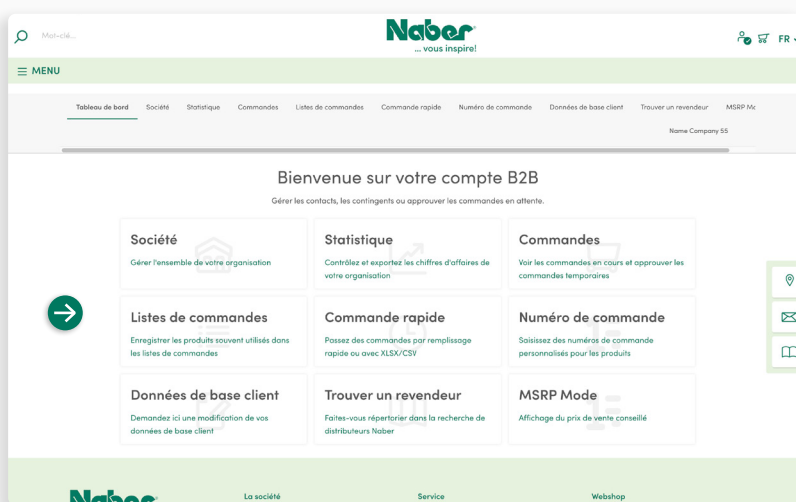 Mot-clé...
Naber
... vous inspire!
FR
MENU
Tableau de bord Société Statistique Commandes Listes de commandes Commande rapide Numéro de commande Données de base client Trouver un revendeur MSRP Mo
Name Company 55
Bienvenue sur votre compte B2B
Gérer les contacts, les contingents ou approuver les commandes en attente.
Société
Gérer l'ensemble de votre organisation
Statistique
Contrôlez et exportez les chiffres d'affaires de
votre organisation
Commandes
Voir les commandes en cours et approuver les
commandes temporaires
Listes de commandes
Enregistrer les produits souvent utilisés dans
les listes de commandes
Commande rapide
Passez des commandes par remplissage
rapide ou avec XLSX/CSV
Numéro de commande
Saisissez des numéros de commande
personnalisés pour les produits
Données de base client
Demandez ici une modification de vos
données de base client
Trouver un revendeur
Faites-vous répertorier dans la recherche de
distributeurs Naber
MSRP Mode
Affichage du prix de vente conseillé
Naber
La société
Service
Webshop